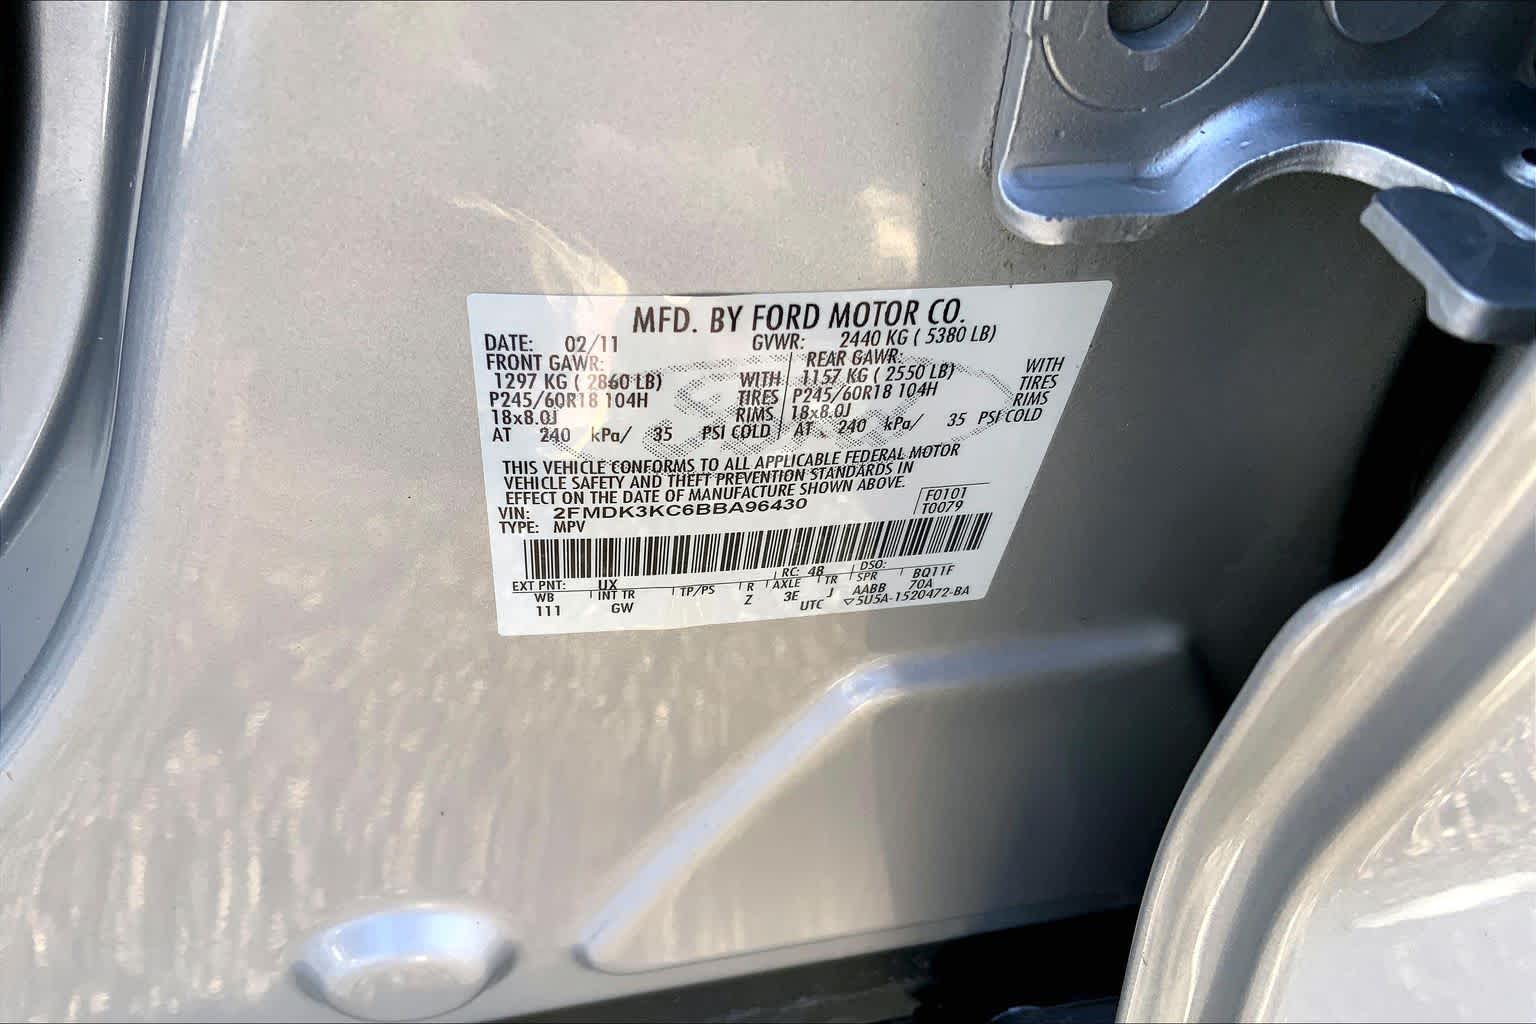 MFD. BY FORD MOTOR CO.
DATE: 02/11 GVWR: 2440 KG ( 5380 LB)
FRONT GAWR: REAR GAWR: WITH
1297 KG ( 2860 LB) WITH 1157 KG ( 2550 LB) TIRES
P245/60R18 104H TIRES P245/60R18 104H RIMS
18x8.0J RIMS 18x8.0J
AT 240 kPa/ 35 PSI COLD AT 240 kPa/ 35 PSI COLD
THIS VEHICLE CONFORMS TO ALL APPLICABLE FEDERAL MOTOR
VEHICLE SAFETY AND THEFT PREVENTION STANDARDS IN
EFFECT ON THE DATE OF MANUFACTURE SHOWN ABOVE.
VIN: 2FMDK3KC6BBA96430 F0101
TYPE: MPV T0079
EXT PNT: UX RC: 48 DSO:
WB INT TR TP/PS R AXLE TR SPR BQ11F
111 GW Z 3E J AABB 70A
UTC ▽5U5A-1520472-BA